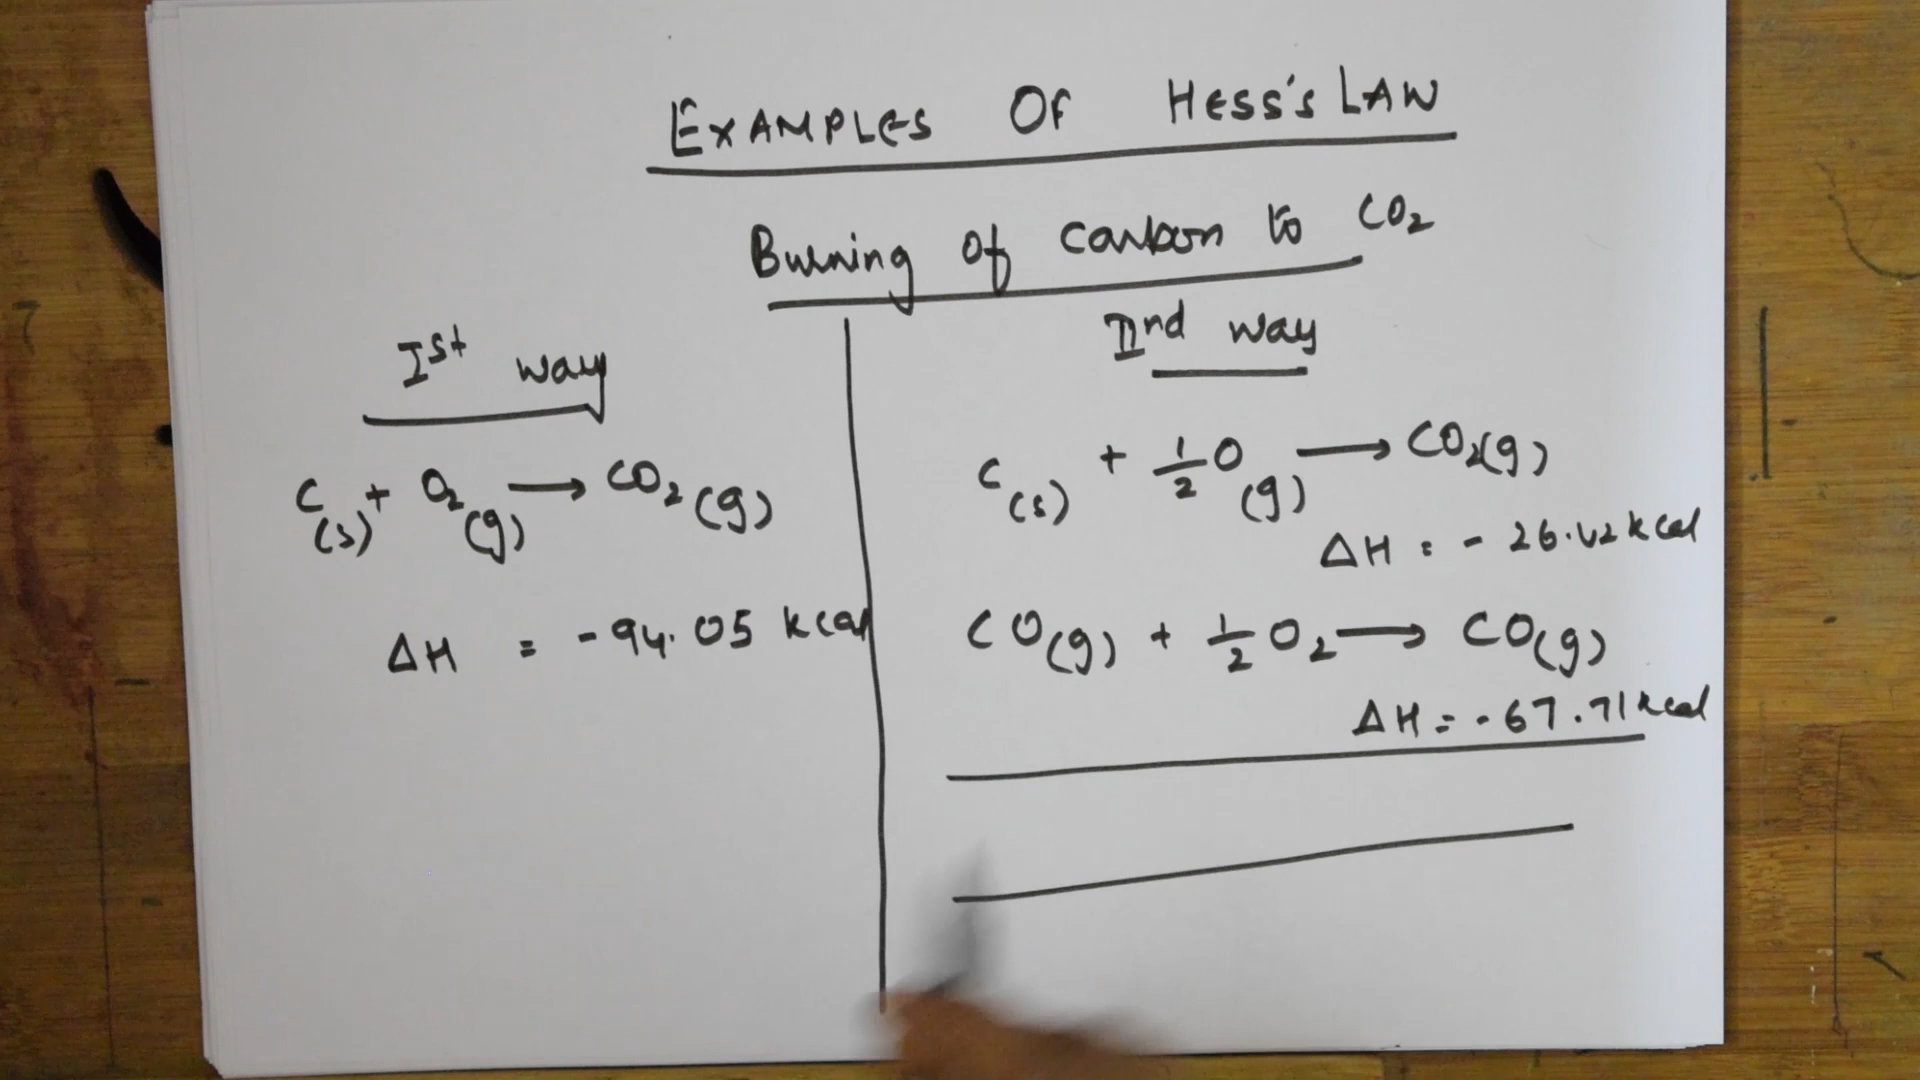 EXAMPLES OF HESS'S LAW
Burning of carbon to CO₂
Ist way
C(s) + O₂(g) → CO₂(g)
ΔH = -94.05 kcal
IInd way
C(s) + 1/2 O(g) → CO₂(g)
ΔH = - 26.42 kcal
CO(g) + 1/2 O₂ → CO(g)
ΔH = -67.71 kcal